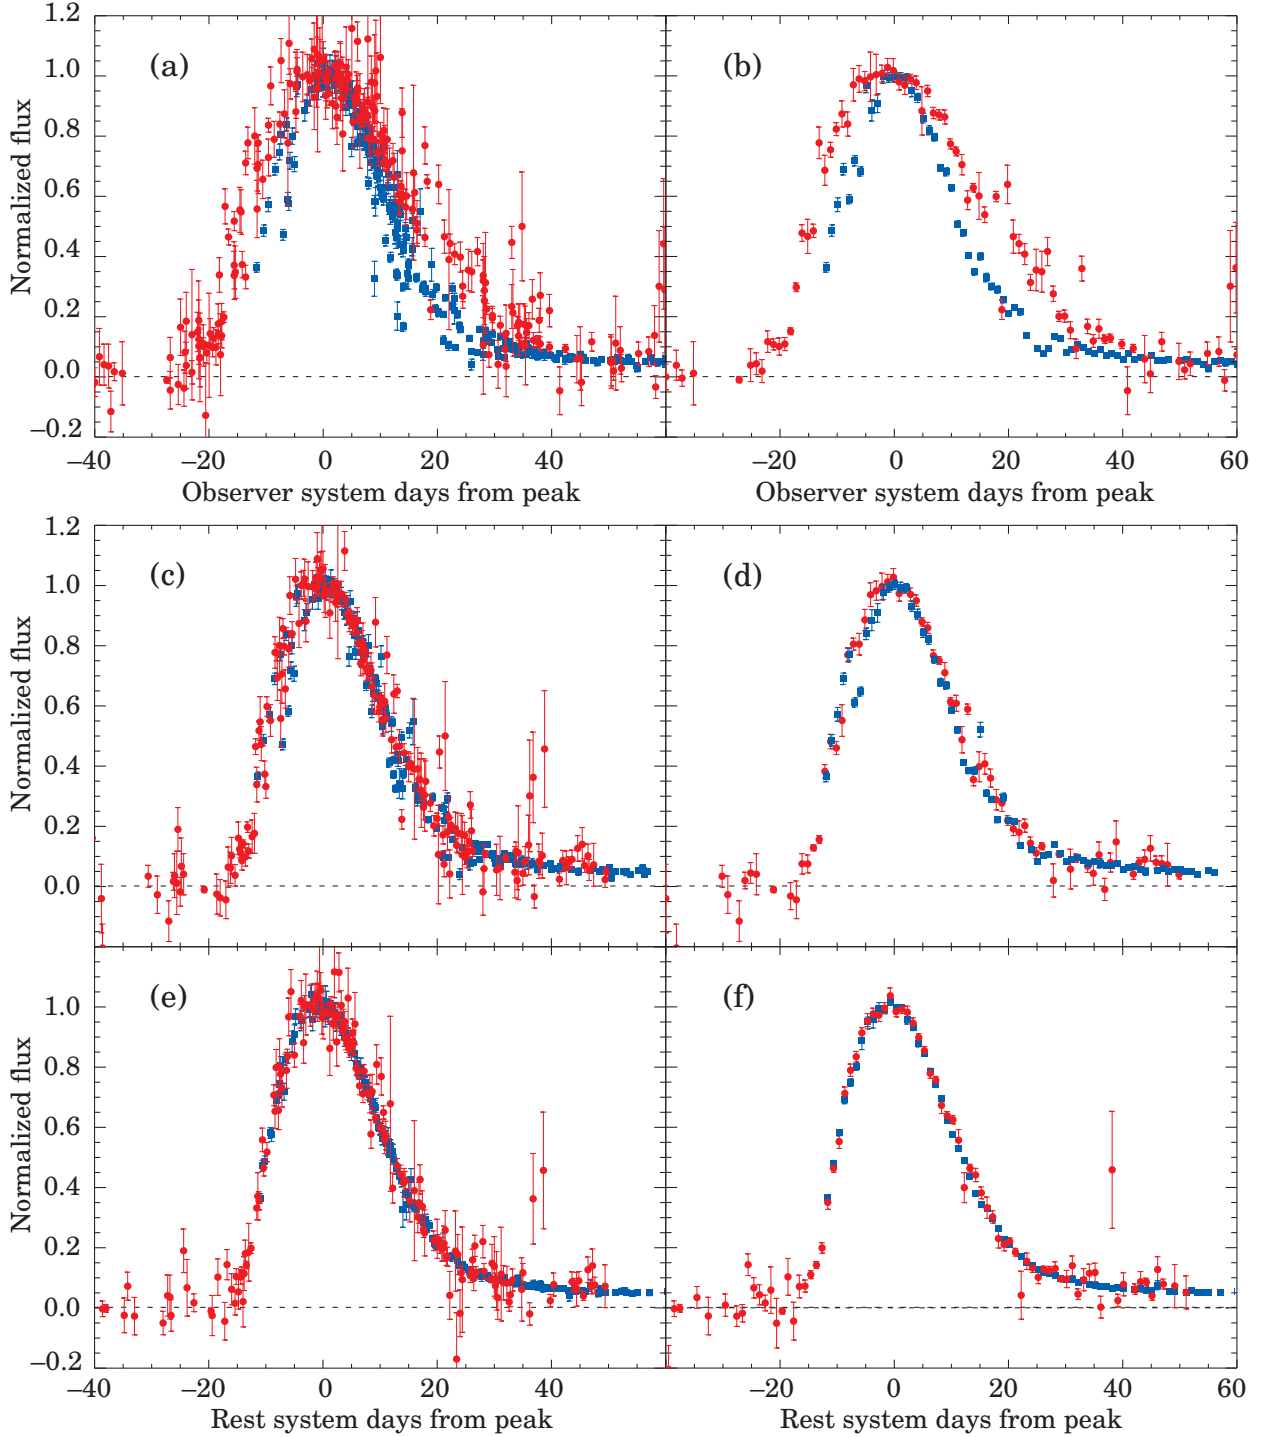 1.2
1.0
0.8
0.6
0.4
0.2
0.0
−0.2
Normalized flux
(a)
(b)
−40 −20 0 20 40
−20 0 20 40 60
Observer system days from peak
Observer system days from peak
1.2
1.0
0.8
0.6
0.4
0.2
0.0
Normalized flux
(c)
(d)
1.0
0.8
0.6
0.4
0.2
0.0
−0.2
Normalized flux
(e)
(f)
−40 −20 0 20 40
−20 0 20 40 60
Rest system days from peak
Rest system days from peak